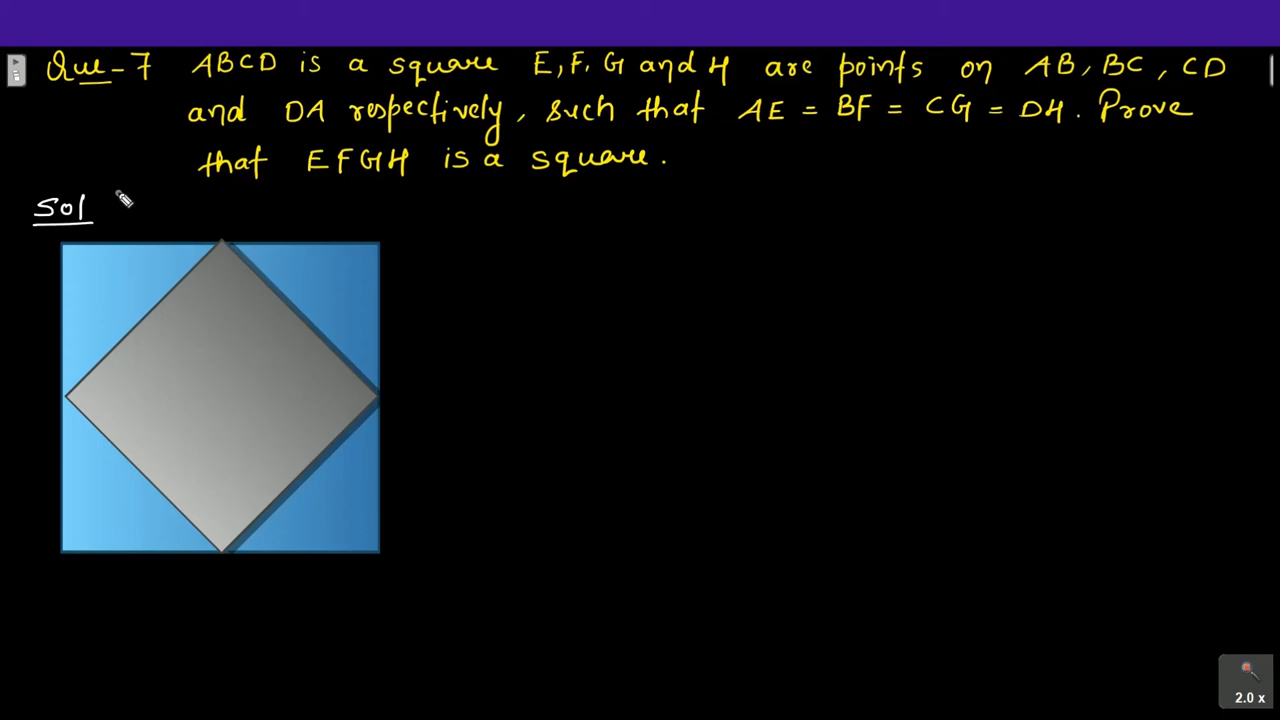 Que-7 ABCD is a square E, F, G and H are points on AB, BC, CD
and DA respectively, such that AE = BF = CG = DH. Prove
that EFGH is a square.
Sol
2.0 x